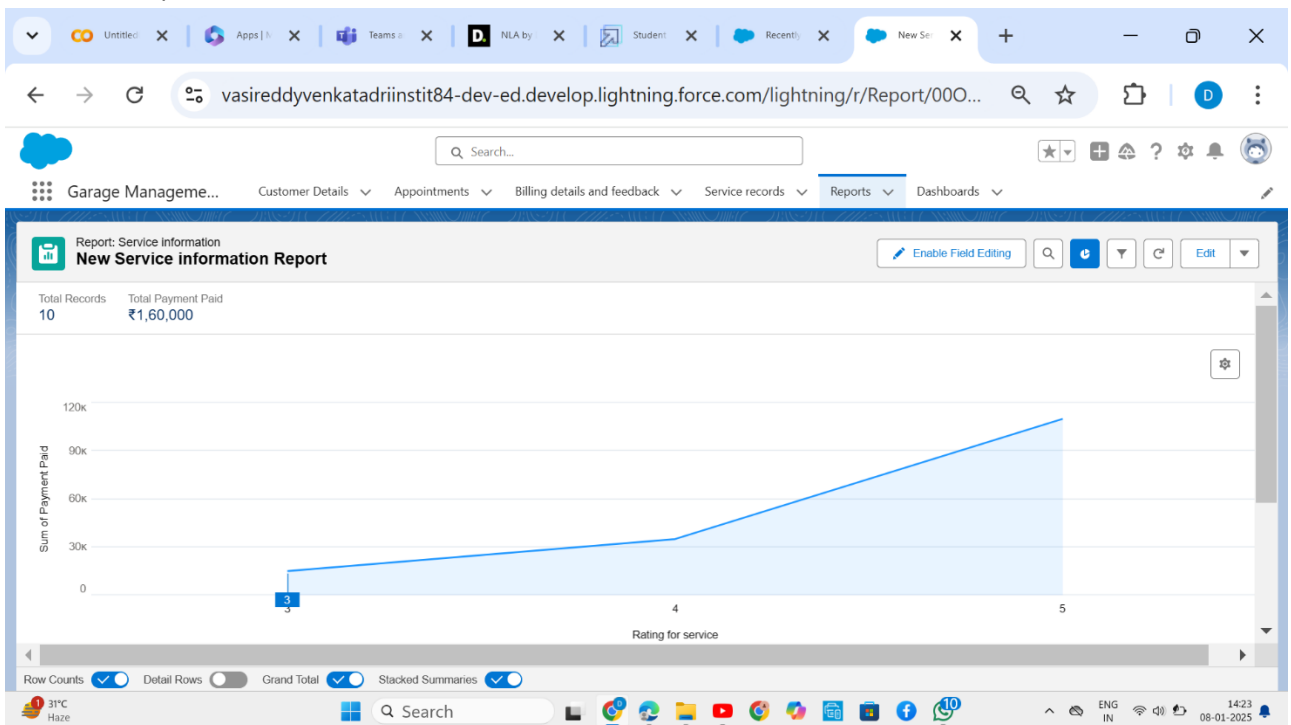 Untitled
Apps | M
Teams a
D.
NLA by
Student
Recently
New Ser
vasireddyvenkatadriinstit84-dev-ed.develop.lightning.force.com/lightning/r/Report/00O...
D
Search...
Garage Manageme...
Customer Details
Appointments
Billing details and feedback
Service records
Reports
Dashboards
Report: Service information
New Service information Report
Enable Field Editing
Edit
Total Records
Total Payment Paid
10
₹1,60,000
120K
90K
60K
30K
0
Sum of Payment Paid
3
4
5
Rating for service
Row Counts
Detail Rows
Grand Total
Stacked Summaries
31°C
Haze
Search
10
ENG
IN
14:23
08-01-2025